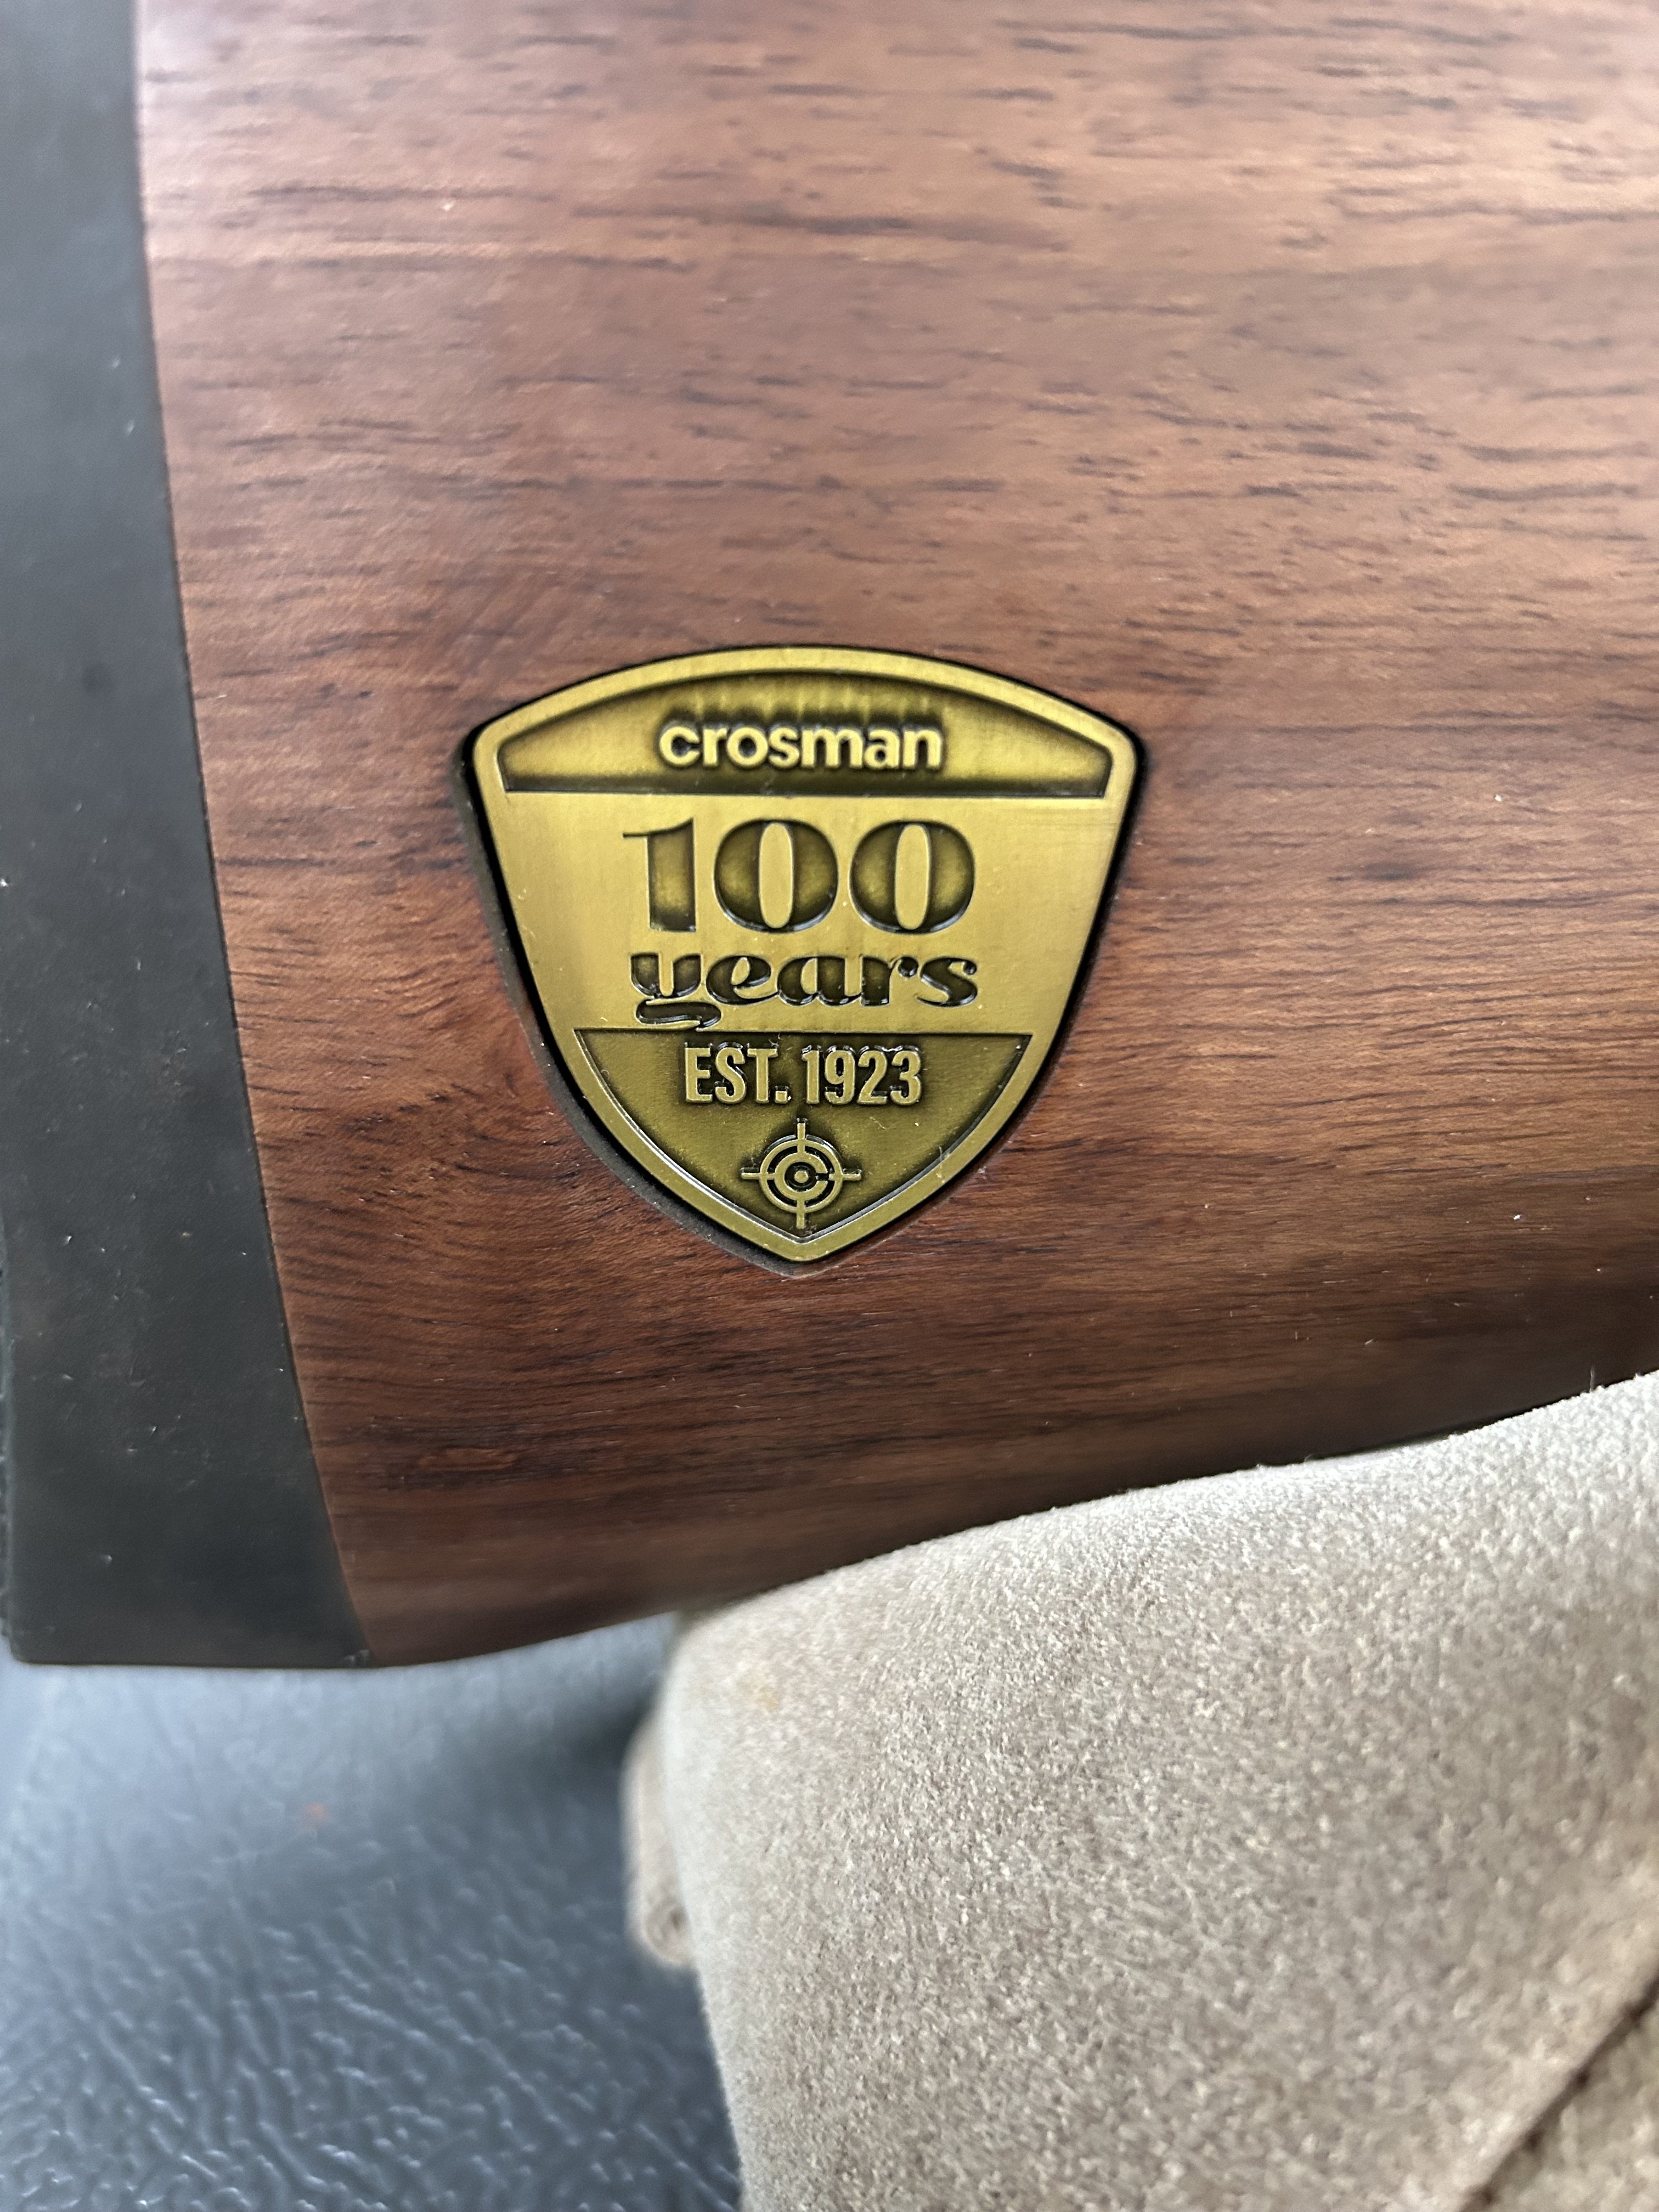 crosman
100
years
EST. 1923